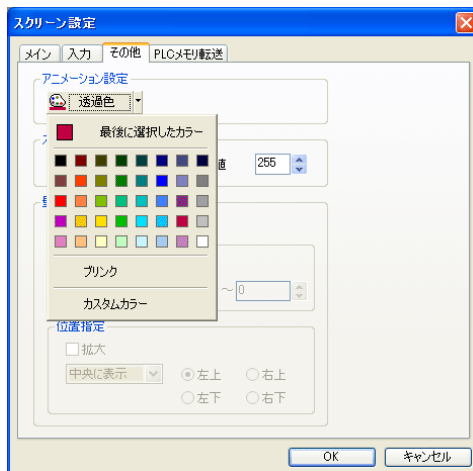 スクリーン設定
メイン 入力 その他 PLCメモリ転送
アニメーション設定
透過色
最後に選択したカラー
値 255
ブリンク
～ 0
カスタムカラー
位置指定
拡大
中央に表示 左上 右上
左下 右下
OK キャンセル